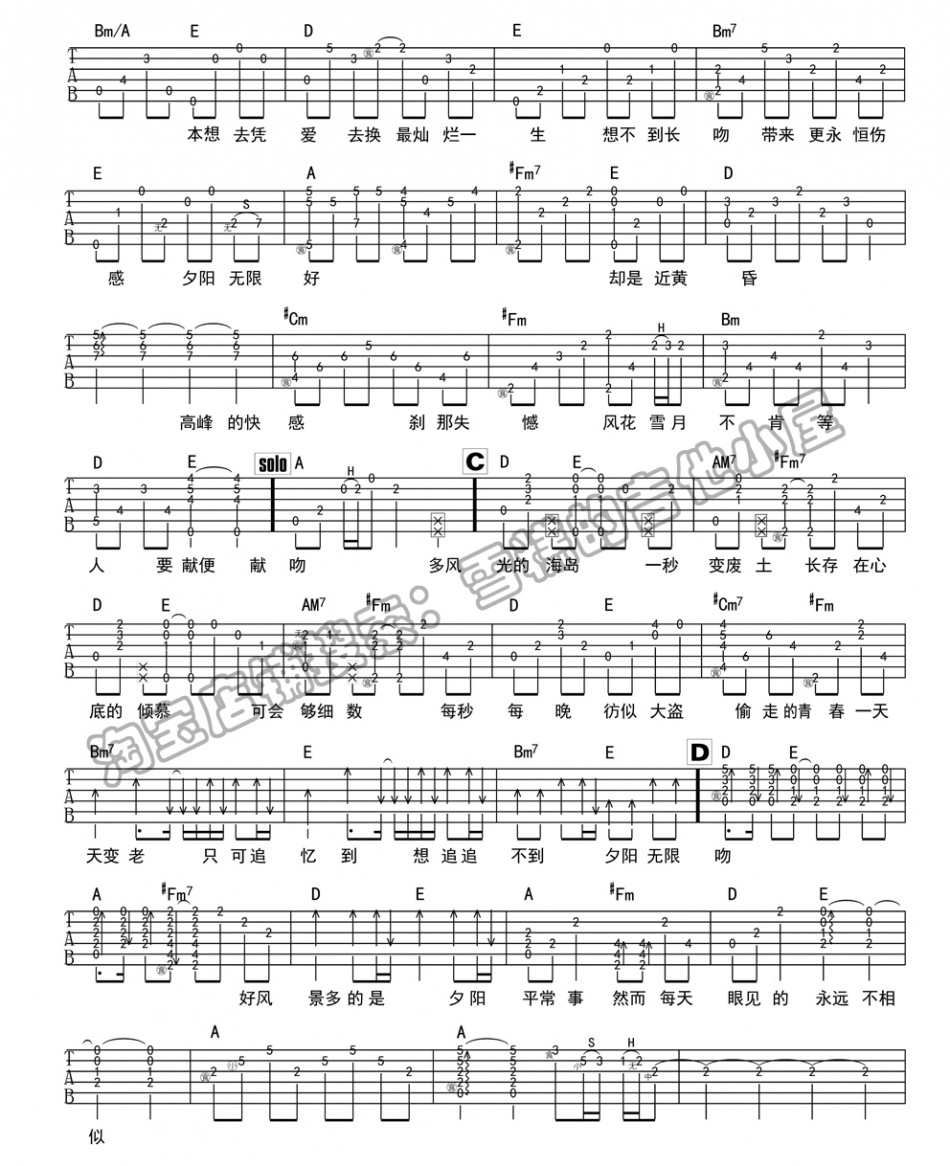 Bm/A E D E Bm7
本想 去凭 爱 去换 最灿 烂一 生 想不 到长 吻 带来 更永 恒伤
E A #Fm7 E D
S
感 夕阳 无限 好 却是 近黄 昏
#Cm #Fm Bm
H
高峰 的快 感 刹 那失 憾 风花 雪月 不 肯 等
D E solo A C D E AM7 #Fm7
H
人 要 献便 献 吻 多风 光的 海岛 一秒 变废 土 长存 在心
D E AM7 #Fm D E #Cm7 #Fm
底的 倾慕 可会 够细 数 每秒 每 晚 彷似 大盗 偷 走的 青 春 一天
Bm7 E Bm7 E D D E
天变 老 只 可追 忆 到 想 追追 不到 夕阳 无限 吻
A #Fm7 D E A #Fm D E
好风 景多 的是 夕阳 平常 事 然而 每天 眼见 的 永远 不相
A A
S H
似
淘宝店铺搜索：雪糕的吉他小屋